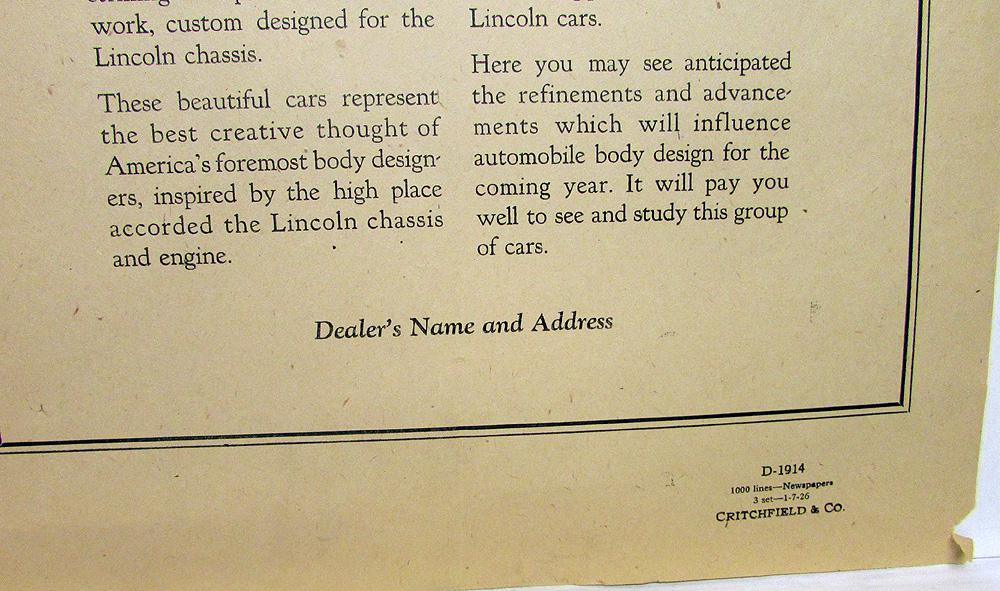 work, custom designed for the
Lincoln chassis.
These beautiful cars represent
the best creative thought of
America's foremost body design-
ers, inspired by the high place
accorded the Lincoln chassis
and engine.
Lincoln cars.
Here you may see anticipated
the refinements and advance-
ments which will influence
automobile body design for the
coming year. It will pay you
well to see and study this group
of cars.
Dealer's Name and Address
D-1914
1000 lines—Newspapers
3 set—1-7-26
CRITCHFIELD & CO.